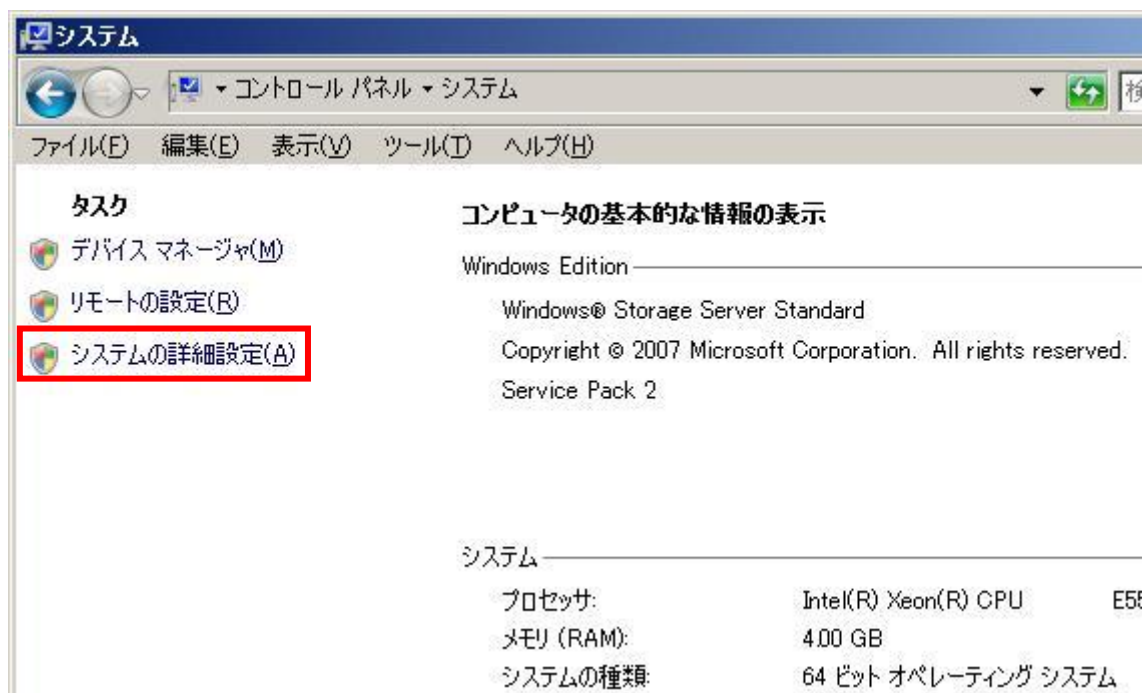 システム
コントロール パネル システム
ファイル(F) 編集(E) 表示(V) ツール(T) ヘルプ(H)
タスク
デバイス マネージャ(M)
リモートの設定(R)
システムの詳細設定(A)
コンピュータの基本的な情報の表示
Windows Edition
Windows® Storage Server Standard
Copyright © 2007 Microsoft Corporation. All rights reserved.
Service Pack 2
システム
プロセッサ: Intel(R) Xeon(R) CPU
メモリ (RAM): 4.00 GB
システムの種類: 64 ビット オペレーティング システム